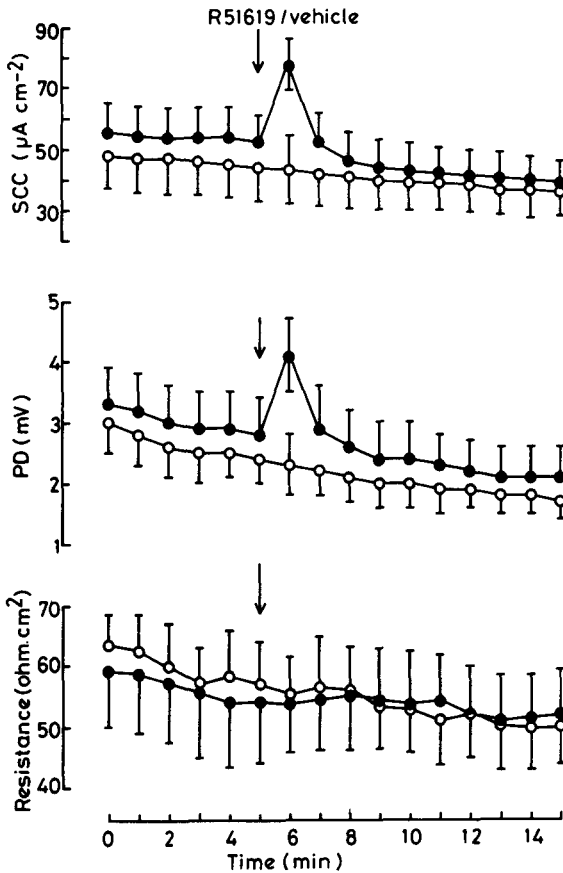 R51619/vehicle
90
70
50
30
SCC (µA cm⁻²)
5
4
3
2
1
PD (mV)
70
60
50
40
Resistance (ohm.cm²)
0 2 4 6 8 10 12 14
Time (min)